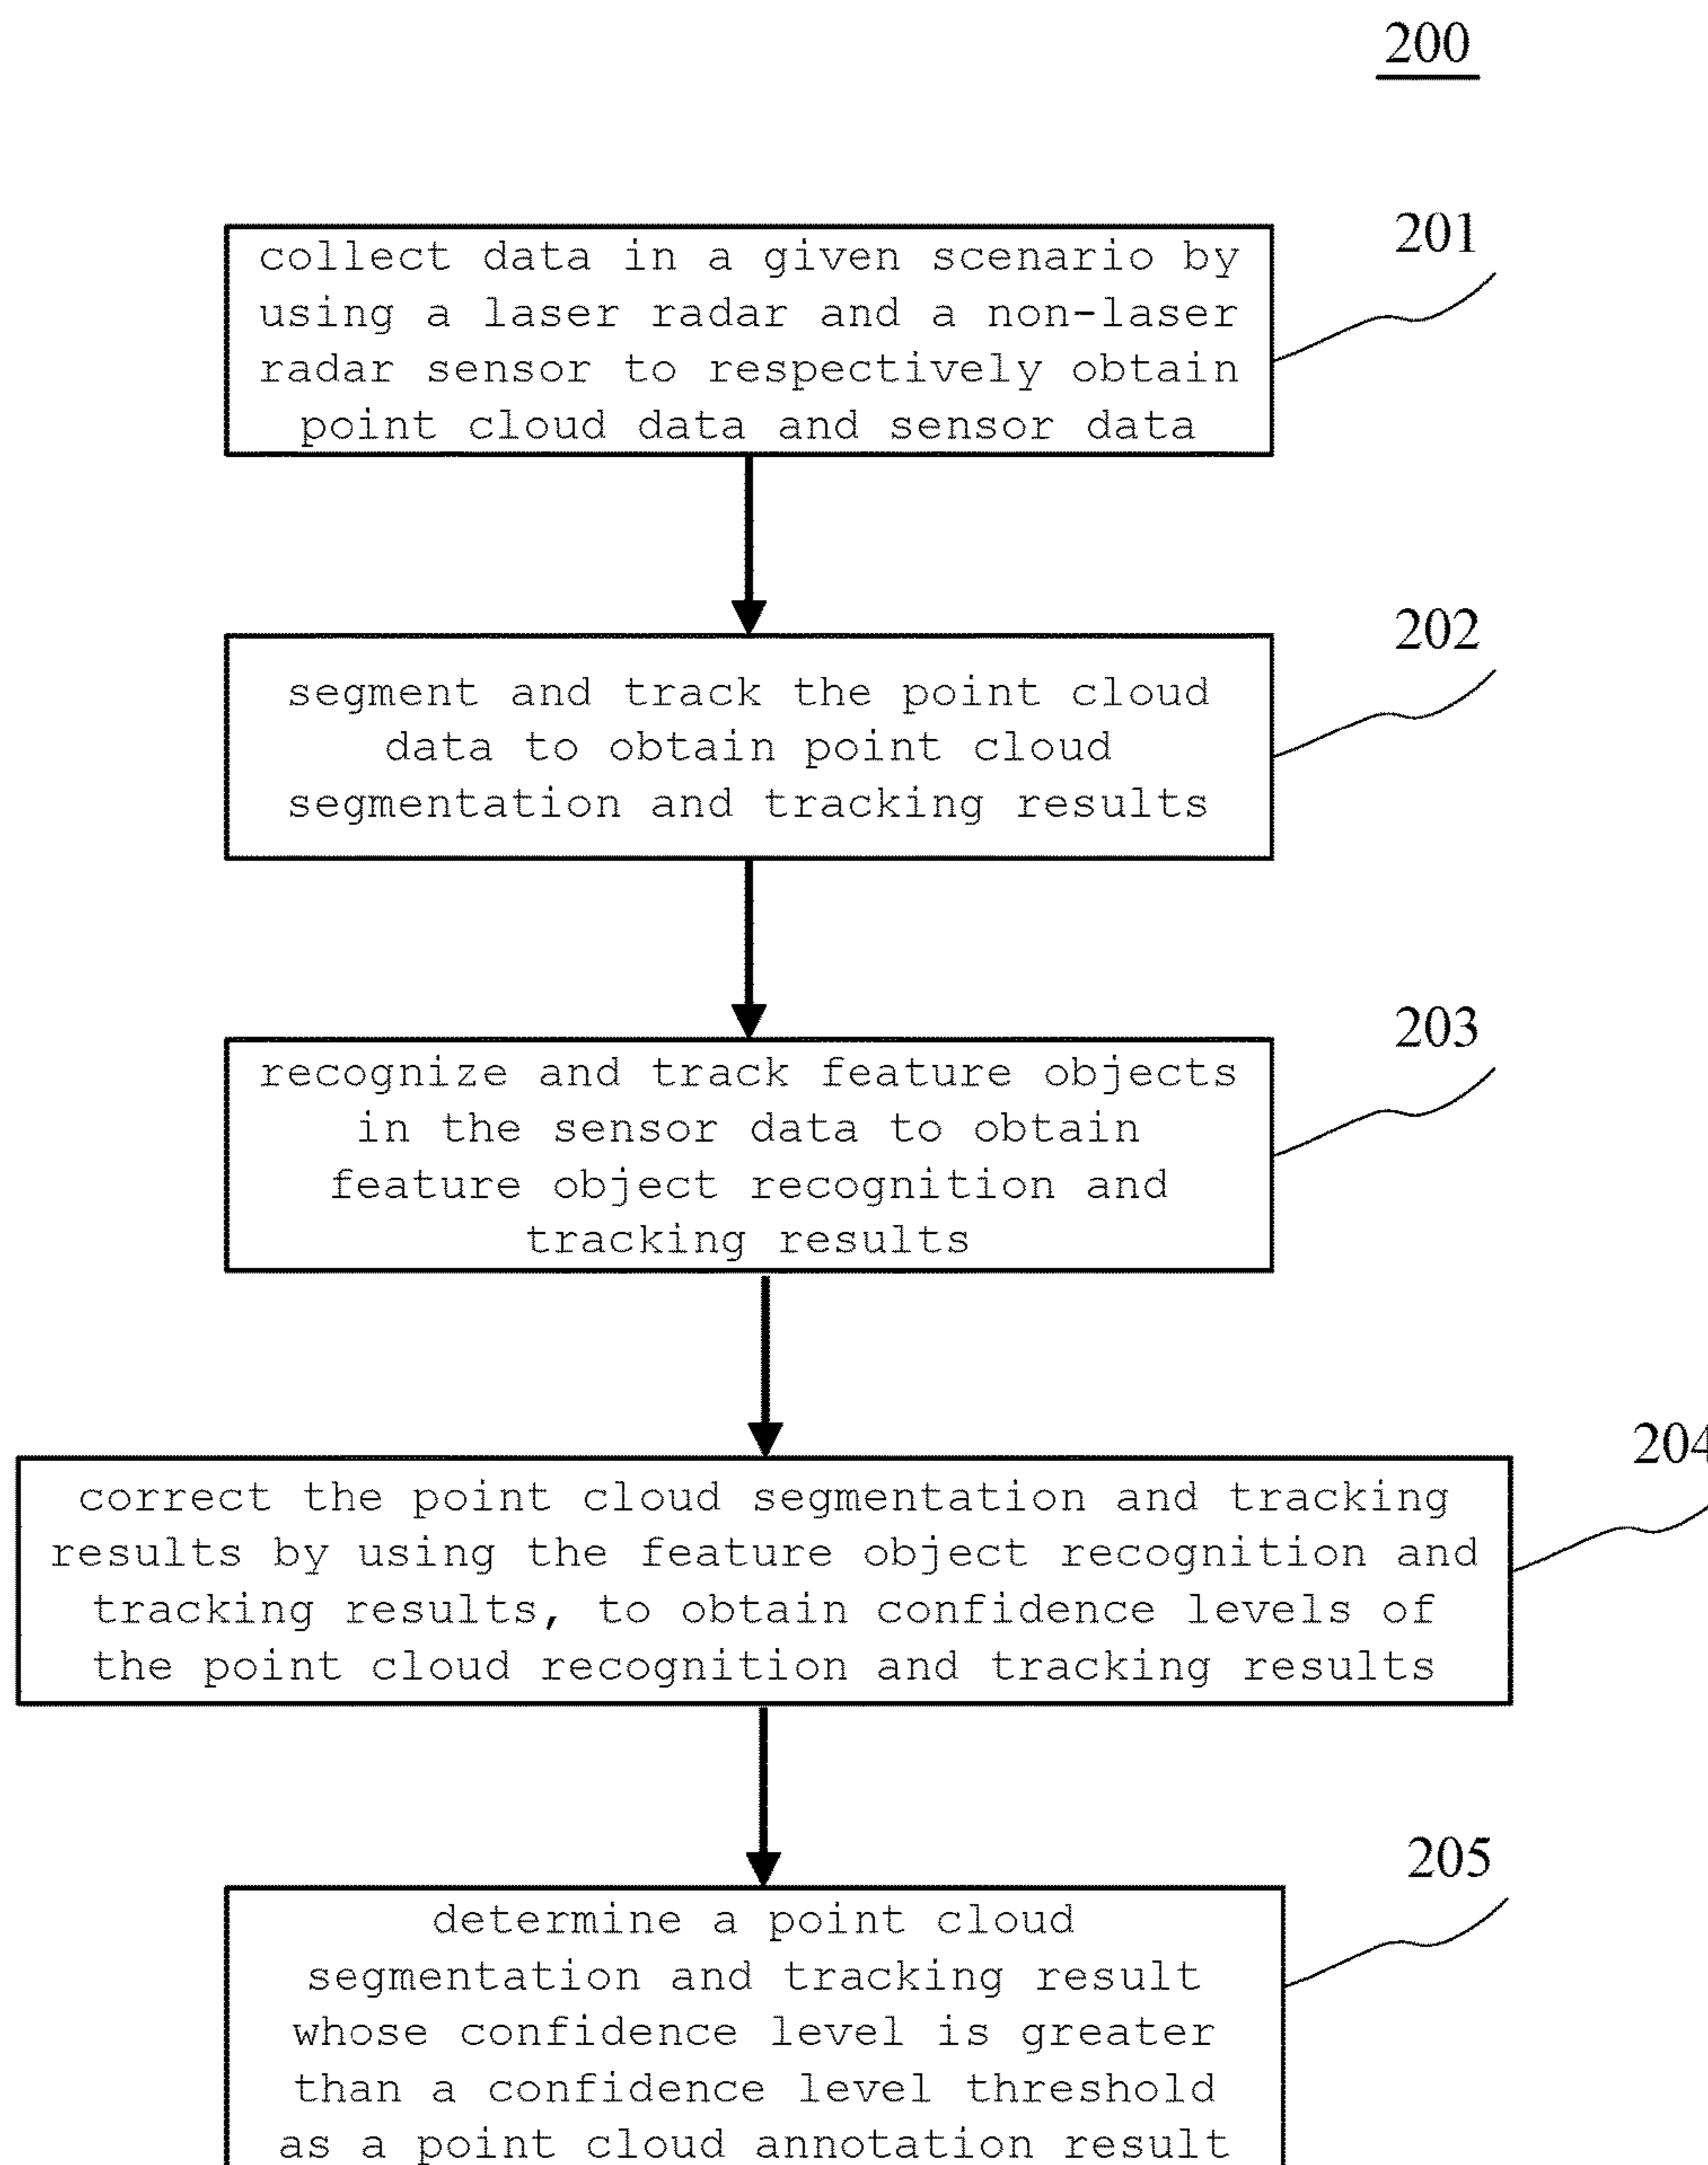 200
201
collect data in a given scenario by
using a laser radar and a non-laser
radar sensor to respectively obtain
point cloud data and sensor data
202
segment and track the point cloud
data to obtain point cloud
segmentation and tracking results
203
recognize and track feature objects
in the sensor data to obtain
feature object recognition and
tracking results
204
correct the point cloud segmentation and tracking
results by using the feature object recognition and
tracking results, to obtain confidence levels of
the point cloud recognition and tracking results
205
determine a point cloud
segmentation and tracking result
whose confidence level is greater
than a confidence level threshold
as a point cloud annotation result